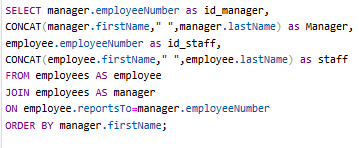 SELECT manager.employeeNumber as id_manager,
CONCAT(manager.firstName," ",manager.lastName) as Manager,
employee.employeeNumber as id_staff,
CONCAT(employee.firstName," ",employee.lastName) as staff
FROM employees AS employee
JOIN employees AS manager
ON employee.reportsTo=manager.employeeNumber
ORDER BY manager.firstName;